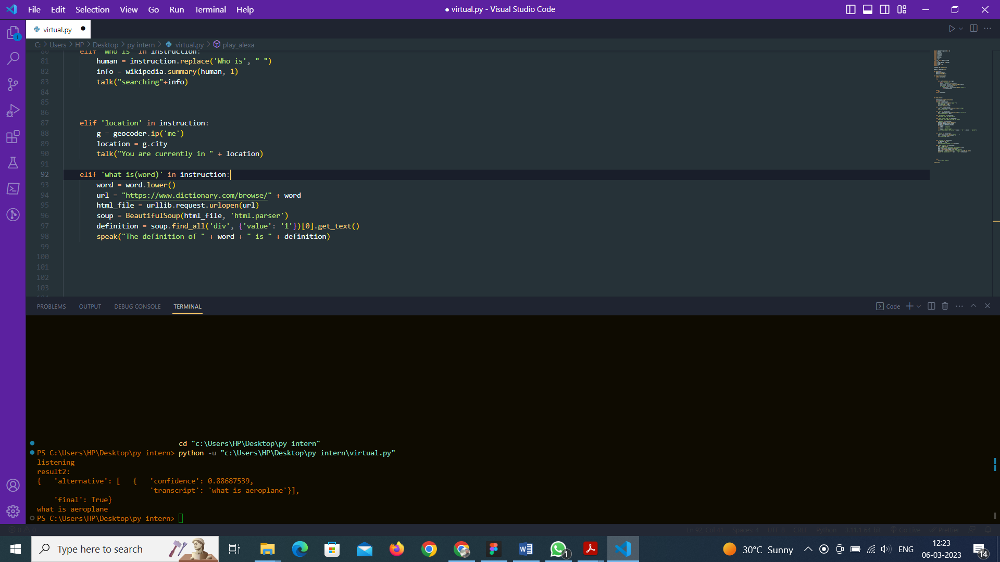 File Edit Selection View Go Run Terminal Help
● virtual.py - Visual Studio Code
virtual.py ●
C: > Users > HP > Desktop > py intern > virtual.py > play_alexa
80 elif 'Who is' in instruction:
81 human = instruction.replace('Who is', " ")
82 info = wikipedia.summary(human, 1)
83 talk("searching"+info)
84
85
86
87 elif 'location' in instruction:
88 g = geocoder.ip('me')
89 location = g.city
90 talk("You are currently in " + location)
91
92 elif 'what is(word)' in instruction:
93 word = word.lower()
94 url = "https://www.dictionary.com/browse/" + word
95 html_file = urllib.request.urlopen(url)
96 soup = BeautifulSoup(html_file, 'html.parser')
97 definition = soup.find_all('div', {'value': '1'})[0].get_text()
98 speak("The definition of " + word + " is " + definition)
99
100
101
102
103
PROBLEMS OUTPUT DEBUG CONSOLE TERMINAL
Code
cd "c:\Users\HP\Desktop\py intern"
PS C:\Users\HP\Desktop\py intern> python -u "c:\Users\HP\Desktop\py intern\virtual.py"
listening
result2:
{ 'alternative': [ { 'confidence': 0.88687539,
'transcript': 'what is aeroplane'}],
'final': True}
what is aeroplane
PS C:\Users\HP\Desktop\py intern>
0 0 Ln 92, Col 41 Spaces: 4 UTF-8 CRLF Python 3.11.1 64-bit Go Live Prettier
Type here to search
1
30°C Sunny
ENG
12:23
06-03-2023
14